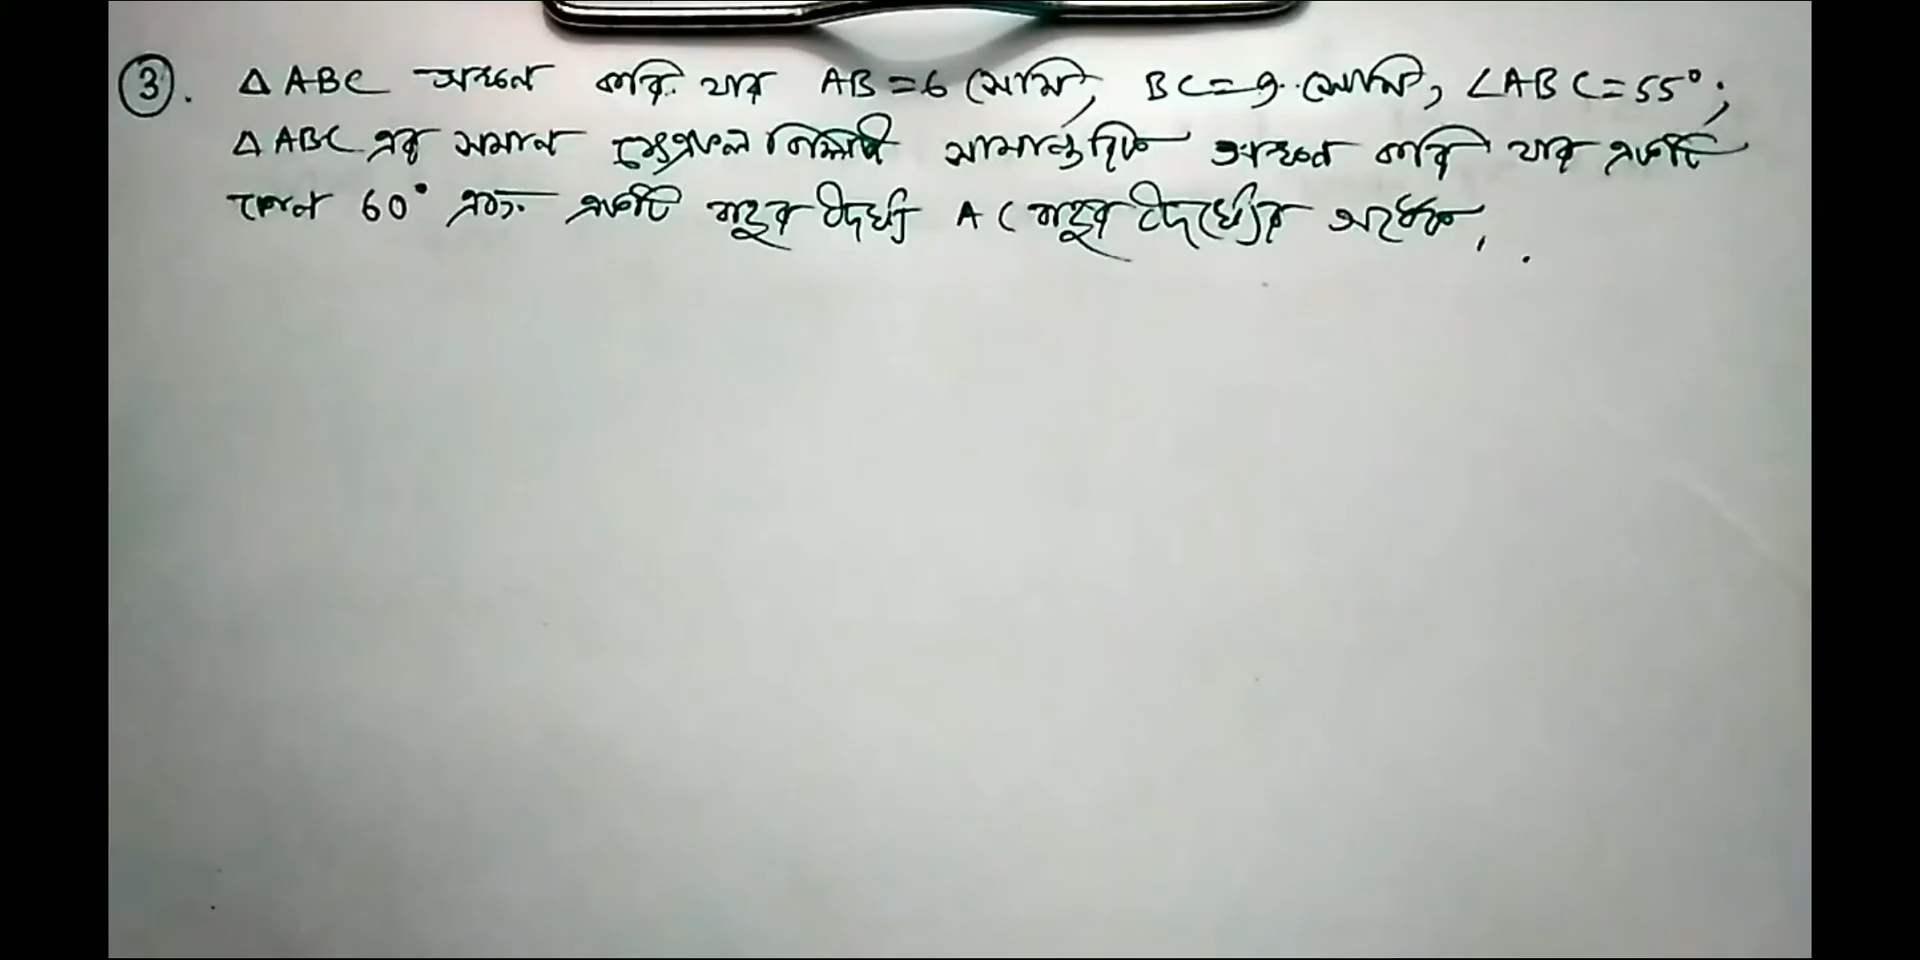 3. △ABC অঙ্কন করি যার AB = 6 সেমি, BC = 9 সেমি, ∠ABC = 55°;
△ABC এর সমান ক্ষেত্রফল বিশিষ্ট সামান্তরিক অঙ্কন করি যার একটি
কোন 60° এবং একটি বাহুর দৈর্ঘ্য AC বাহুর দৈর্ঘ্যের অর্ধেক।